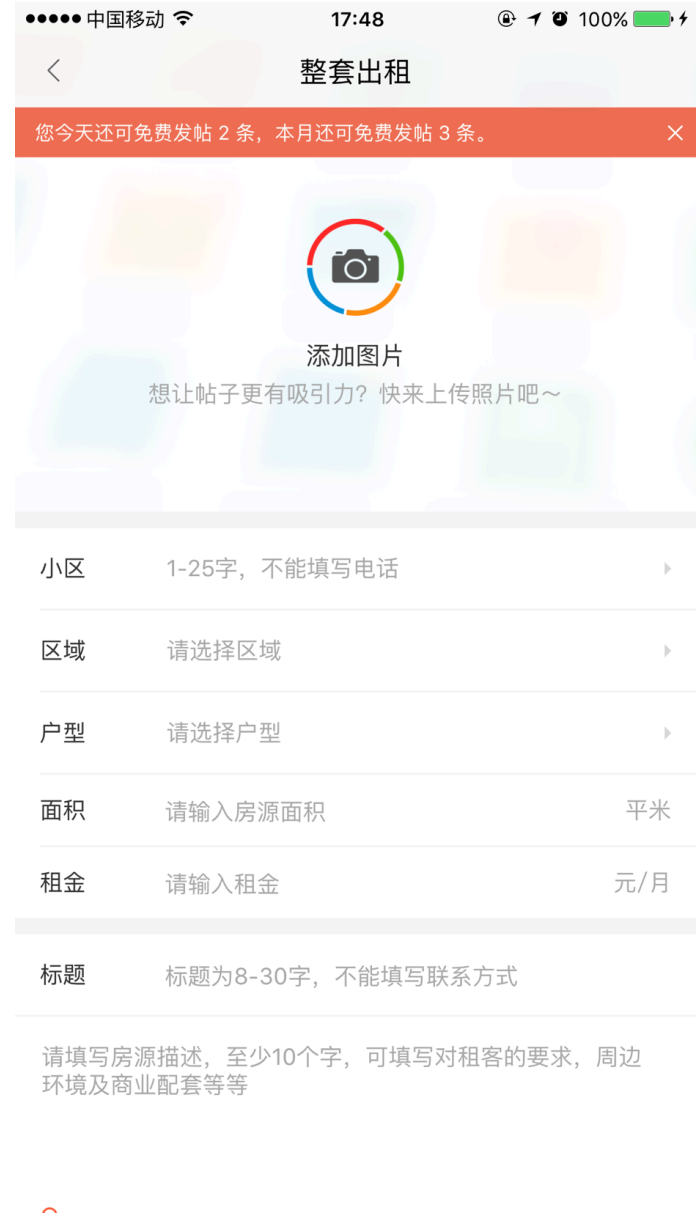 中国移动 17:48 100%
整套出租
您今天还可免费发帖 2 条，本月还可免费发帖 3 条。
添加图片
想让帖子更有吸引力？快来上传照片吧～
小区 1-25字，不能填写电话
区域 请选择区域
户型 请选择户型
面积 请输入房源面积 平米
租金 请输入租金 元/月
标题 标题为8-30字，不能填写联系方式
请填写房源描述，至少10个字，可填写对租客的要求，周边
环境及商业配套等等